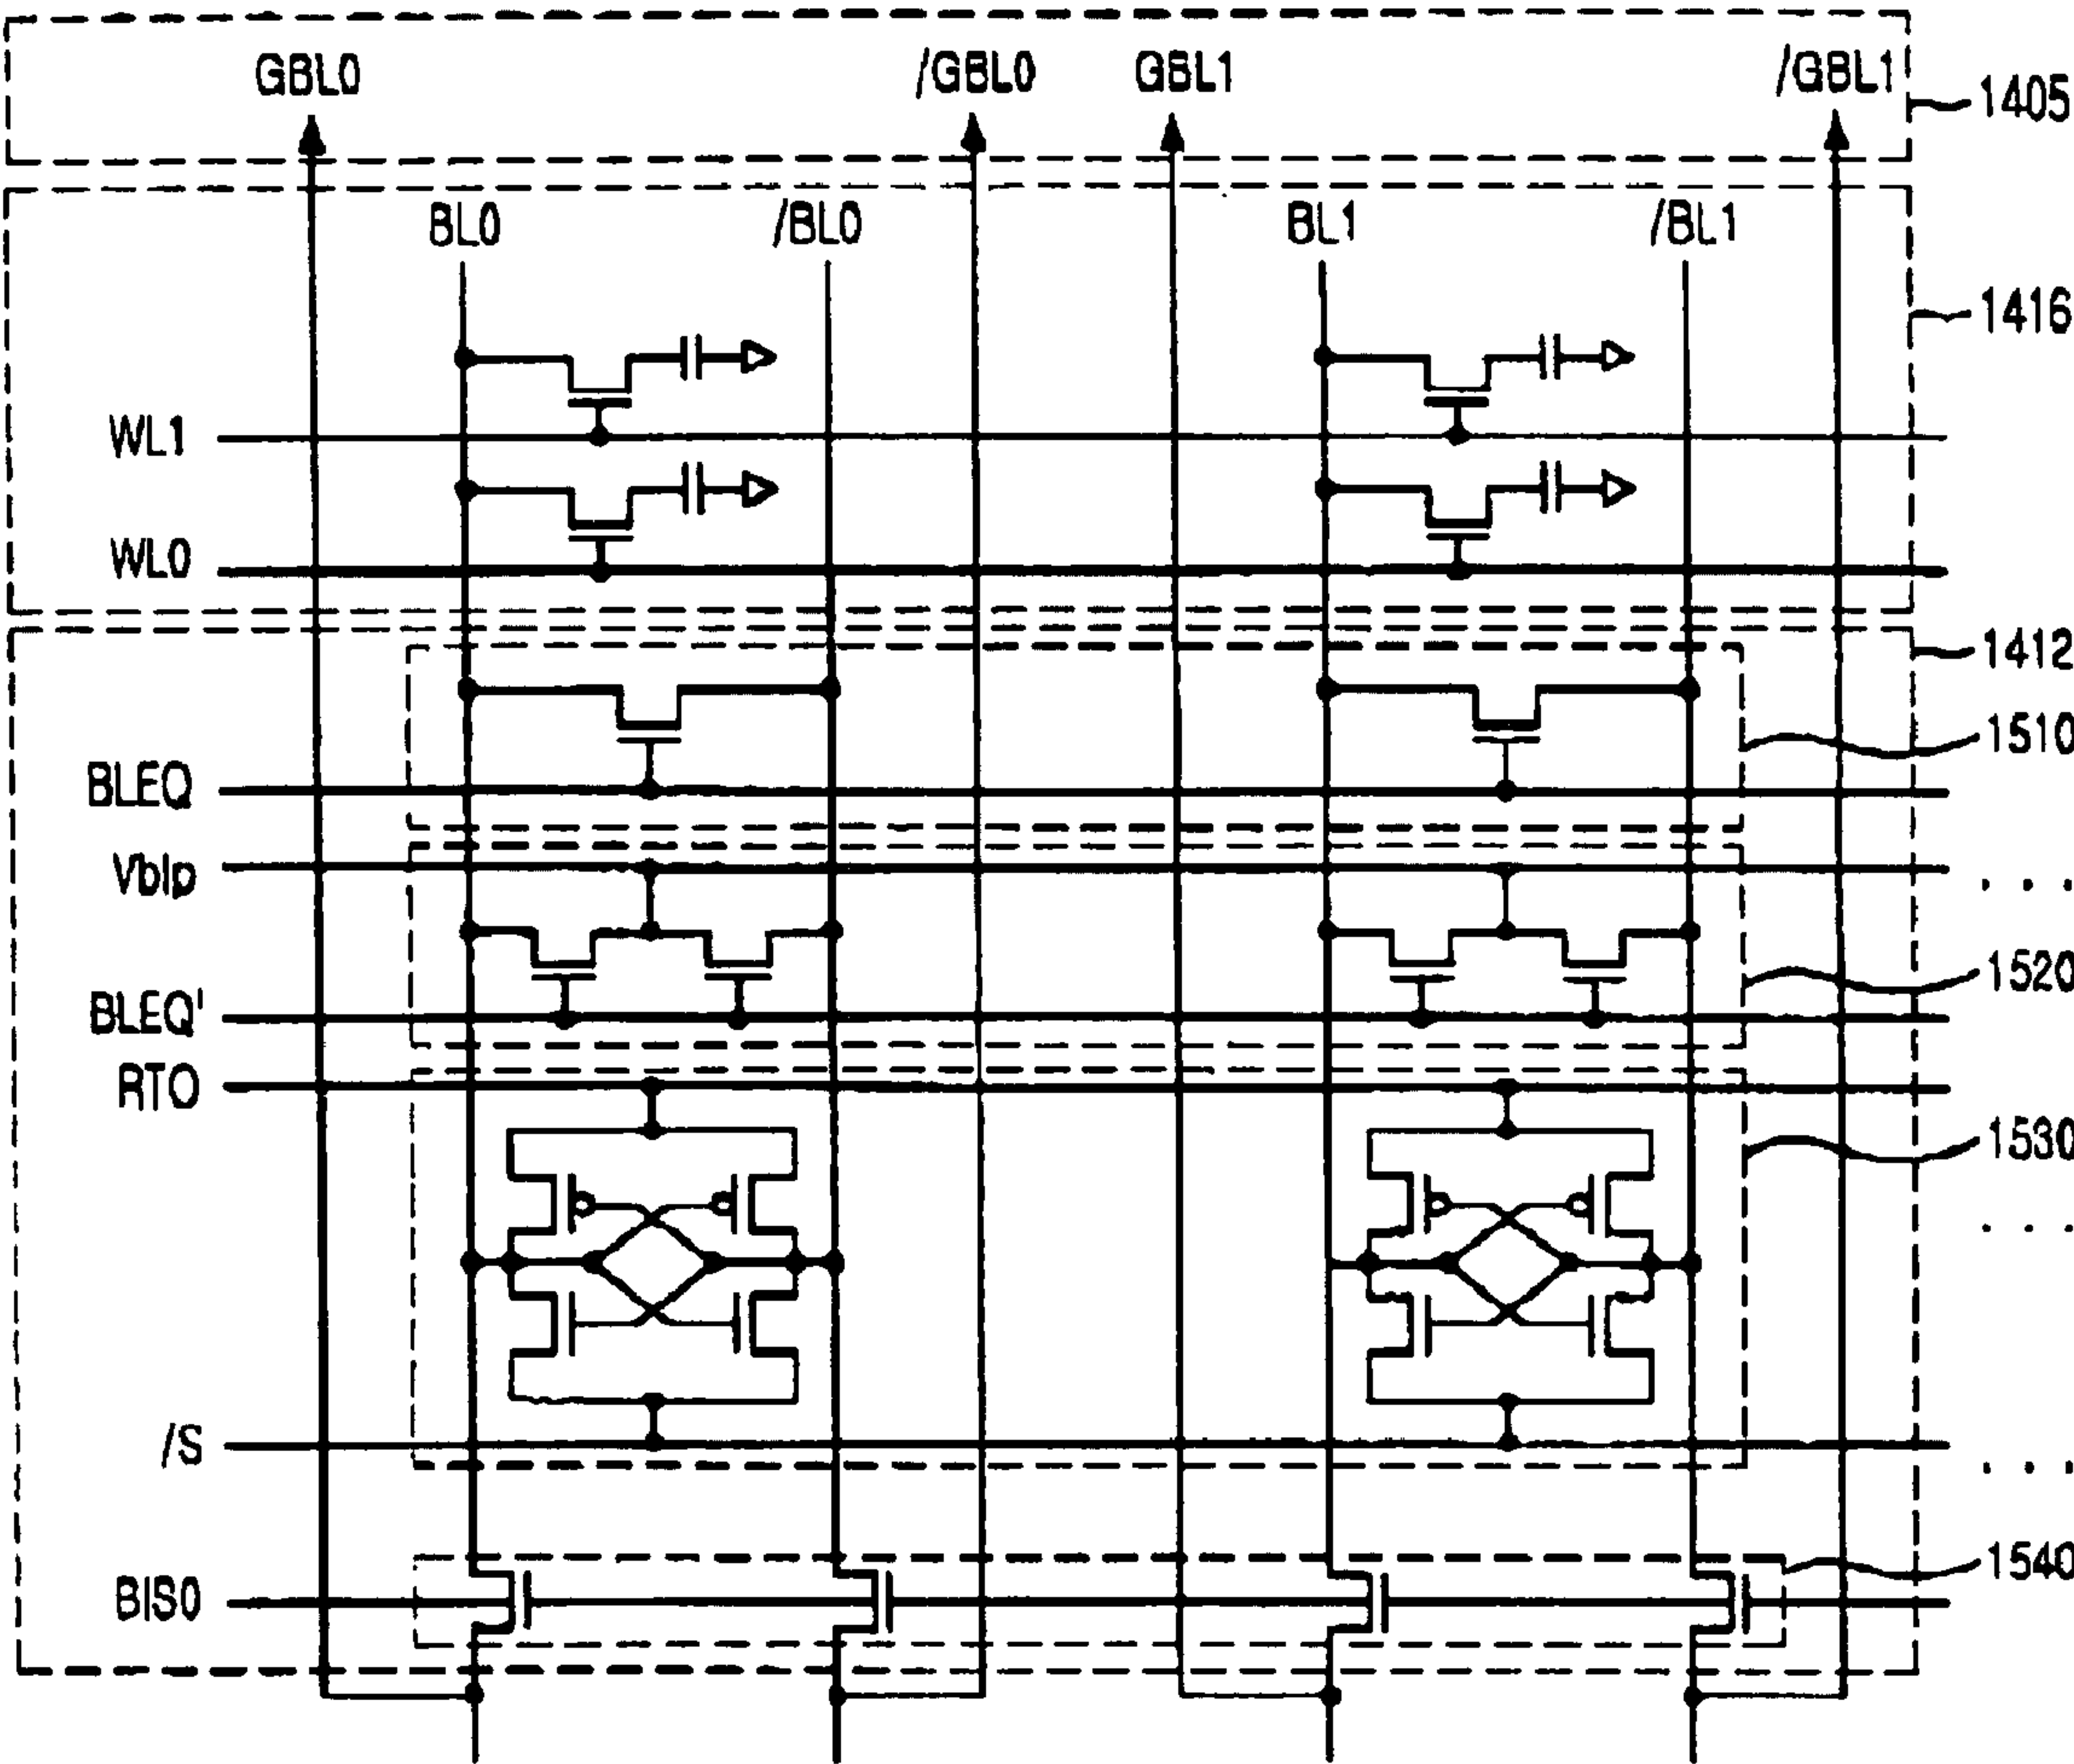 GBL0 /GBL0 GBL1 /GBL1
1405
BL0 /BL0 BL1 /BL1
1416
WL1
WL0
1412
1510
BLEQ
Vblp
. . .
1520
BLEQ'
RTO
1530
. . .
/S
. . .
1540
BIS0